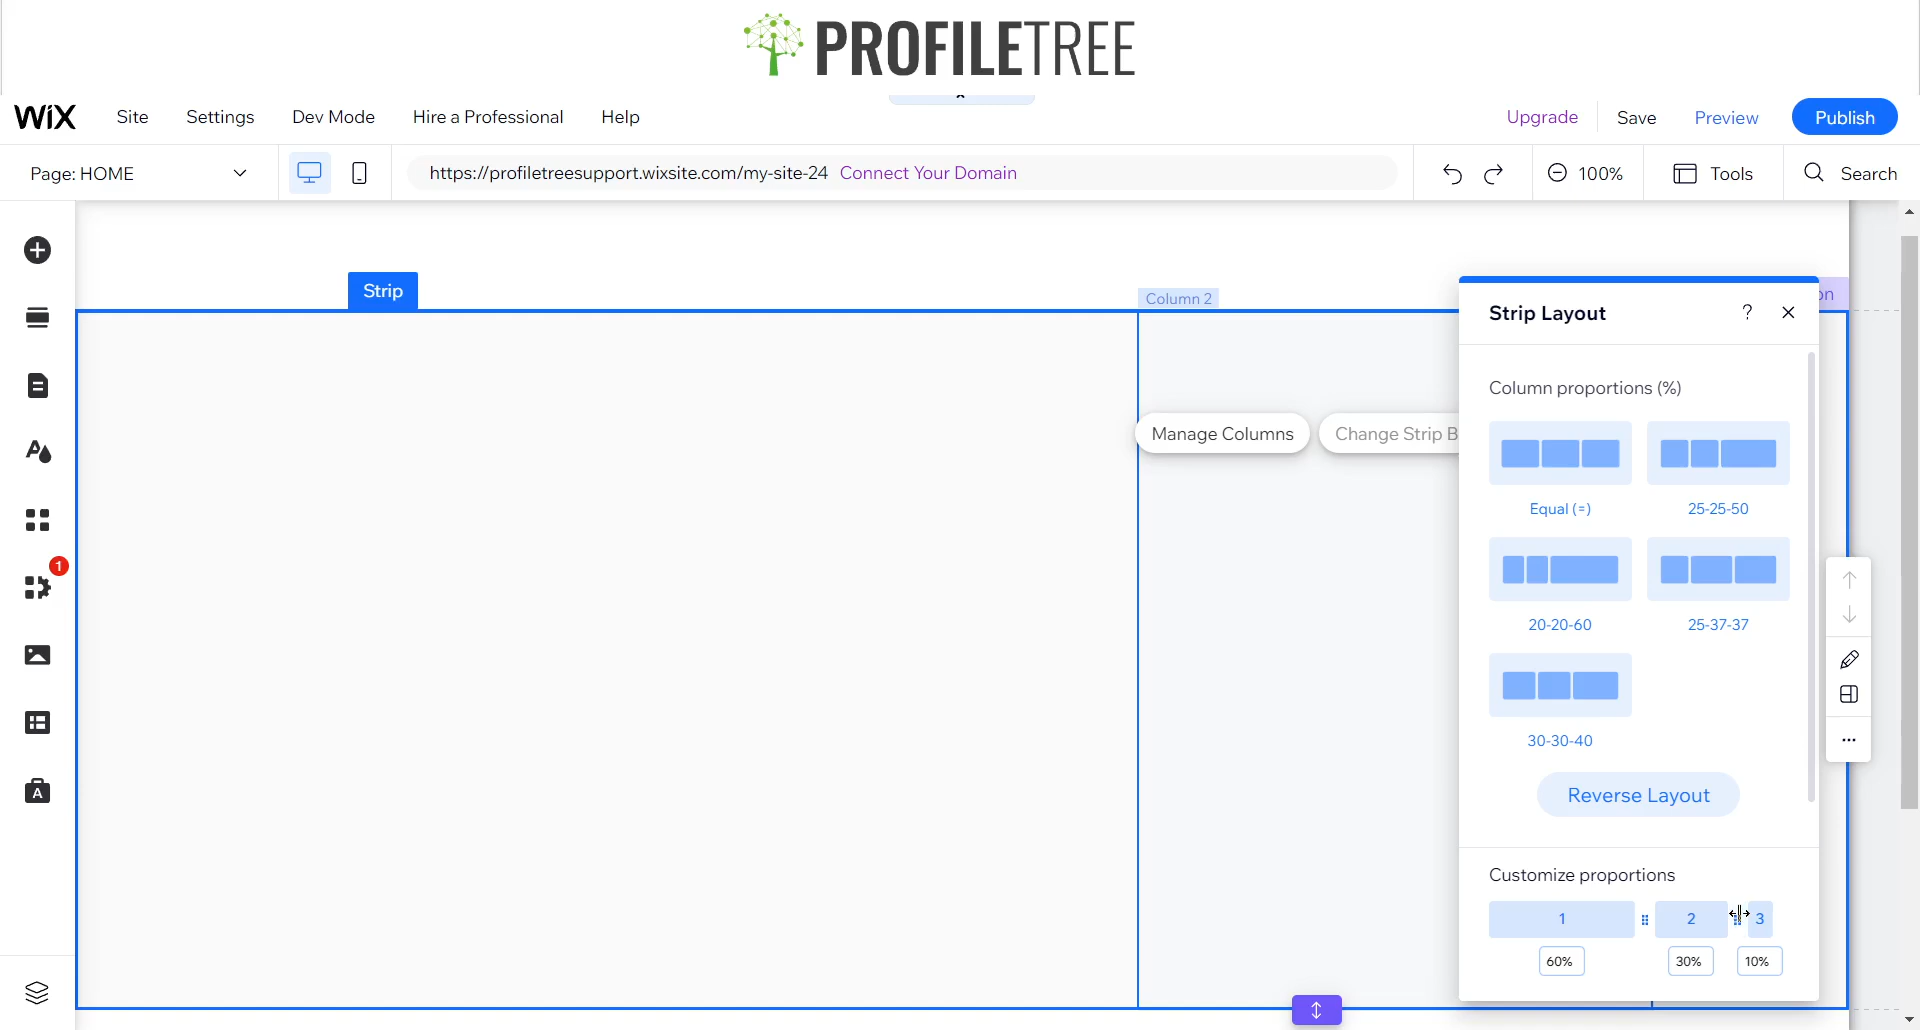 PROFILETREE
WiX Site Settings Dev Mode Hire a Professional Help Upgrade Save Preview Publish
Page: HOME https://profiletreesupport.wixsite.com/my-site-24 Connect Your Domain 100% Tools Search
Strip
Column 2
on
Strip Layout ?
Column proportions (%)
Manage Columns Change Strip B
Equal (=) 25-25-50
1
20-20-60 25-37-37
30-30-40
Reverse Layout
A
Customize proportions
1 2 3
60% 30% 10%